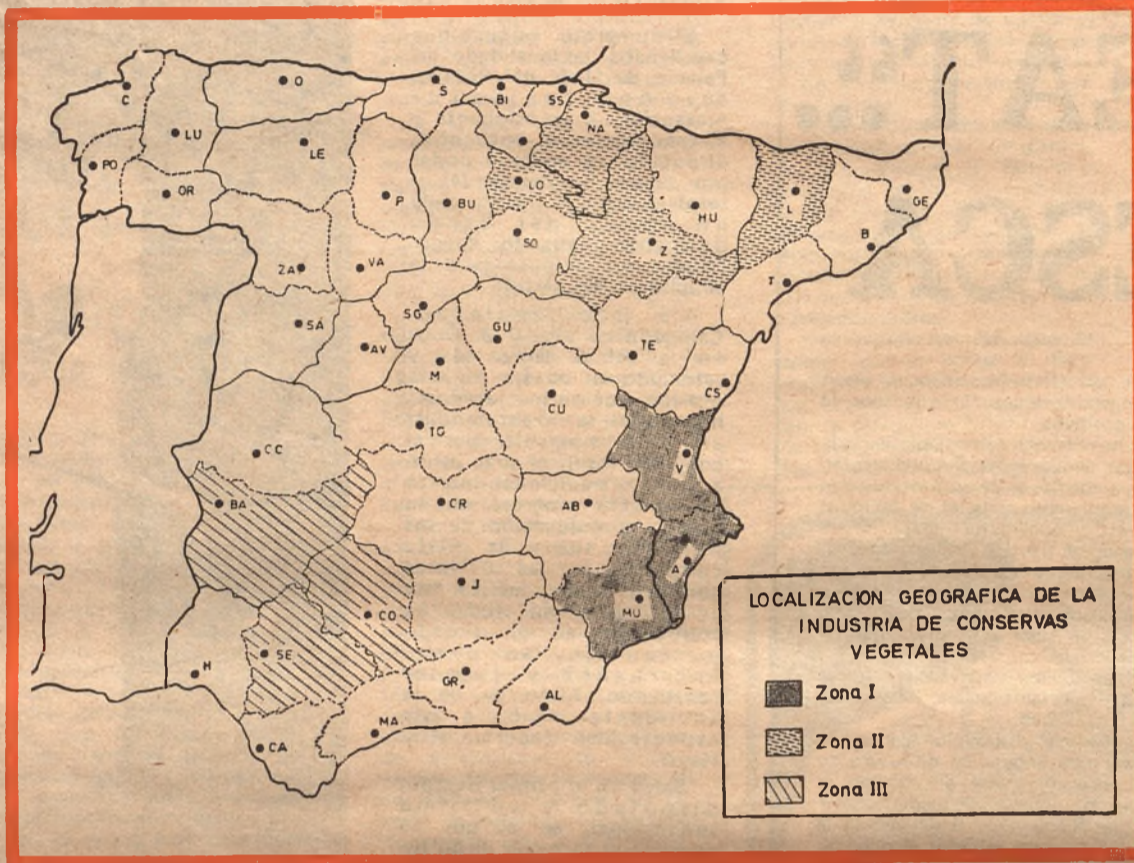 C
O
S
BI
SS
NA
LU
LE
PO
OR
P
BU
LO
HU
L
GE
B
SO
Z
T
ZA
VA
SG
SA
AV
GU
M
TE
CS
CU
TO
CC
V
BA
CR
AB
A
J
MU
CO
SE
H
GR
AL
MA
CA
LOCALIZACION GEOGRAFICA DE LA
INDUSTRIA DE CONSERVAS
VEGETALES
Zona I
Zona II
Zona III